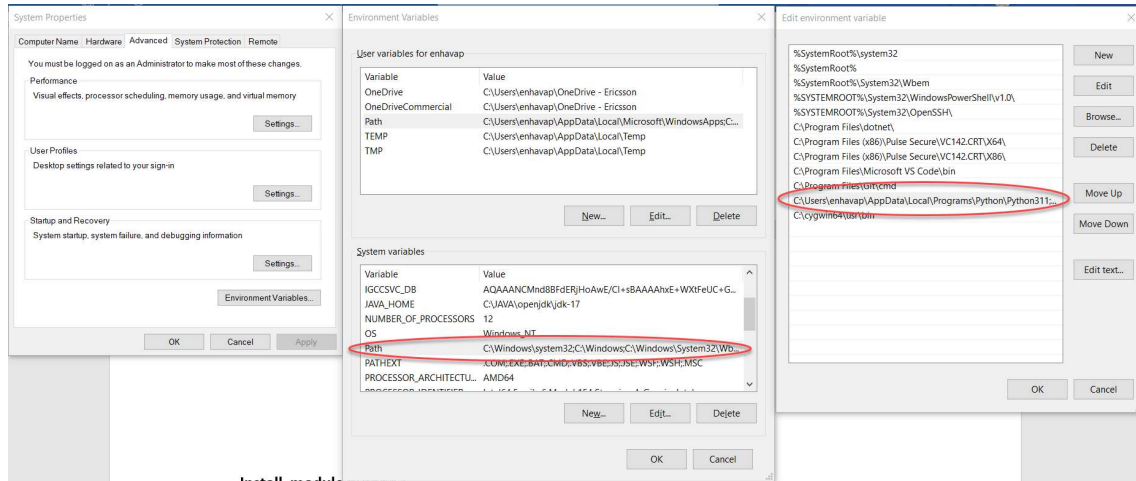 System Properties
Computer Name Hardware Advanced System Protection Remote
You must be logged on as an Administrator to make most of these changes.
Performance
Visual effects, processor scheduling, memory usage, and virtual memory
Settings...
User Profiles
Desktop settings related to your sign-in
Settings...
Startup and Recovery
System startup, system failure, and debugging information
Settings...
Environment Variables...
OK Cancel Apply
Environment Variables
User variables for enhavap
Variable Value
OneDrive C:\Users\enhavap\OneDrive - Ericsson
OneDriveCommercial C:\Users\enhavap\OneDrive - Ericsson
Path C:\Users\enhavap\AppData\Local\Microsoft\WindowsApps;C:...
TEMP C:\Users\enhavap\AppData\Local\Temp
TMP C:\Users\enhavap\AppData\Local\Temp
New... Edit... Delete
System variables
Variable Value
IGCCSVC_DB
JAVA_HOME C:\JAVA\openjdk\jdk-17
NUMBER_OF_PROCESSORS 12
OS Windows_NT
Path C:\Windows\system32;C:\Windows;C:\Windows\System32\Wb...
PATHEXT .COM;.EXE;.BAT;.CMD;.VBS;.VBE;.JS;.JSE;.WSF;.WSH;.MSC
PROCESSOR_ARCHITECTU... AMD64
New... Edit... Delete
OK Cancel
Edit environment variable
%SystemRoot%\system32
%SystemRoot%
%SystemRoot%\System32\Wbem
%SYSTEMROOT%\System32\WindowsPowerShell\v1.0\
%SYSTEMROOT%\System32\OpenSSH\
C:\Program Files\dotnet\
C:\Program Files (x86)\Pulse Secure\VC142.CRT\X64\
C:\Program Files (x86)\Pulse Secure\VC142.CRT\X86\
C:\Program Files\Microsoft VS Code\bin
C:\Program Files\Git\cmd
C:\Users\enhavap\AppData\Local\Programs\Python\Python311;...
C:\cygwin64\usr\bin
New
Edit
Browse...
Delete
Move Up
Move Down
Edit text...
OK Cancel